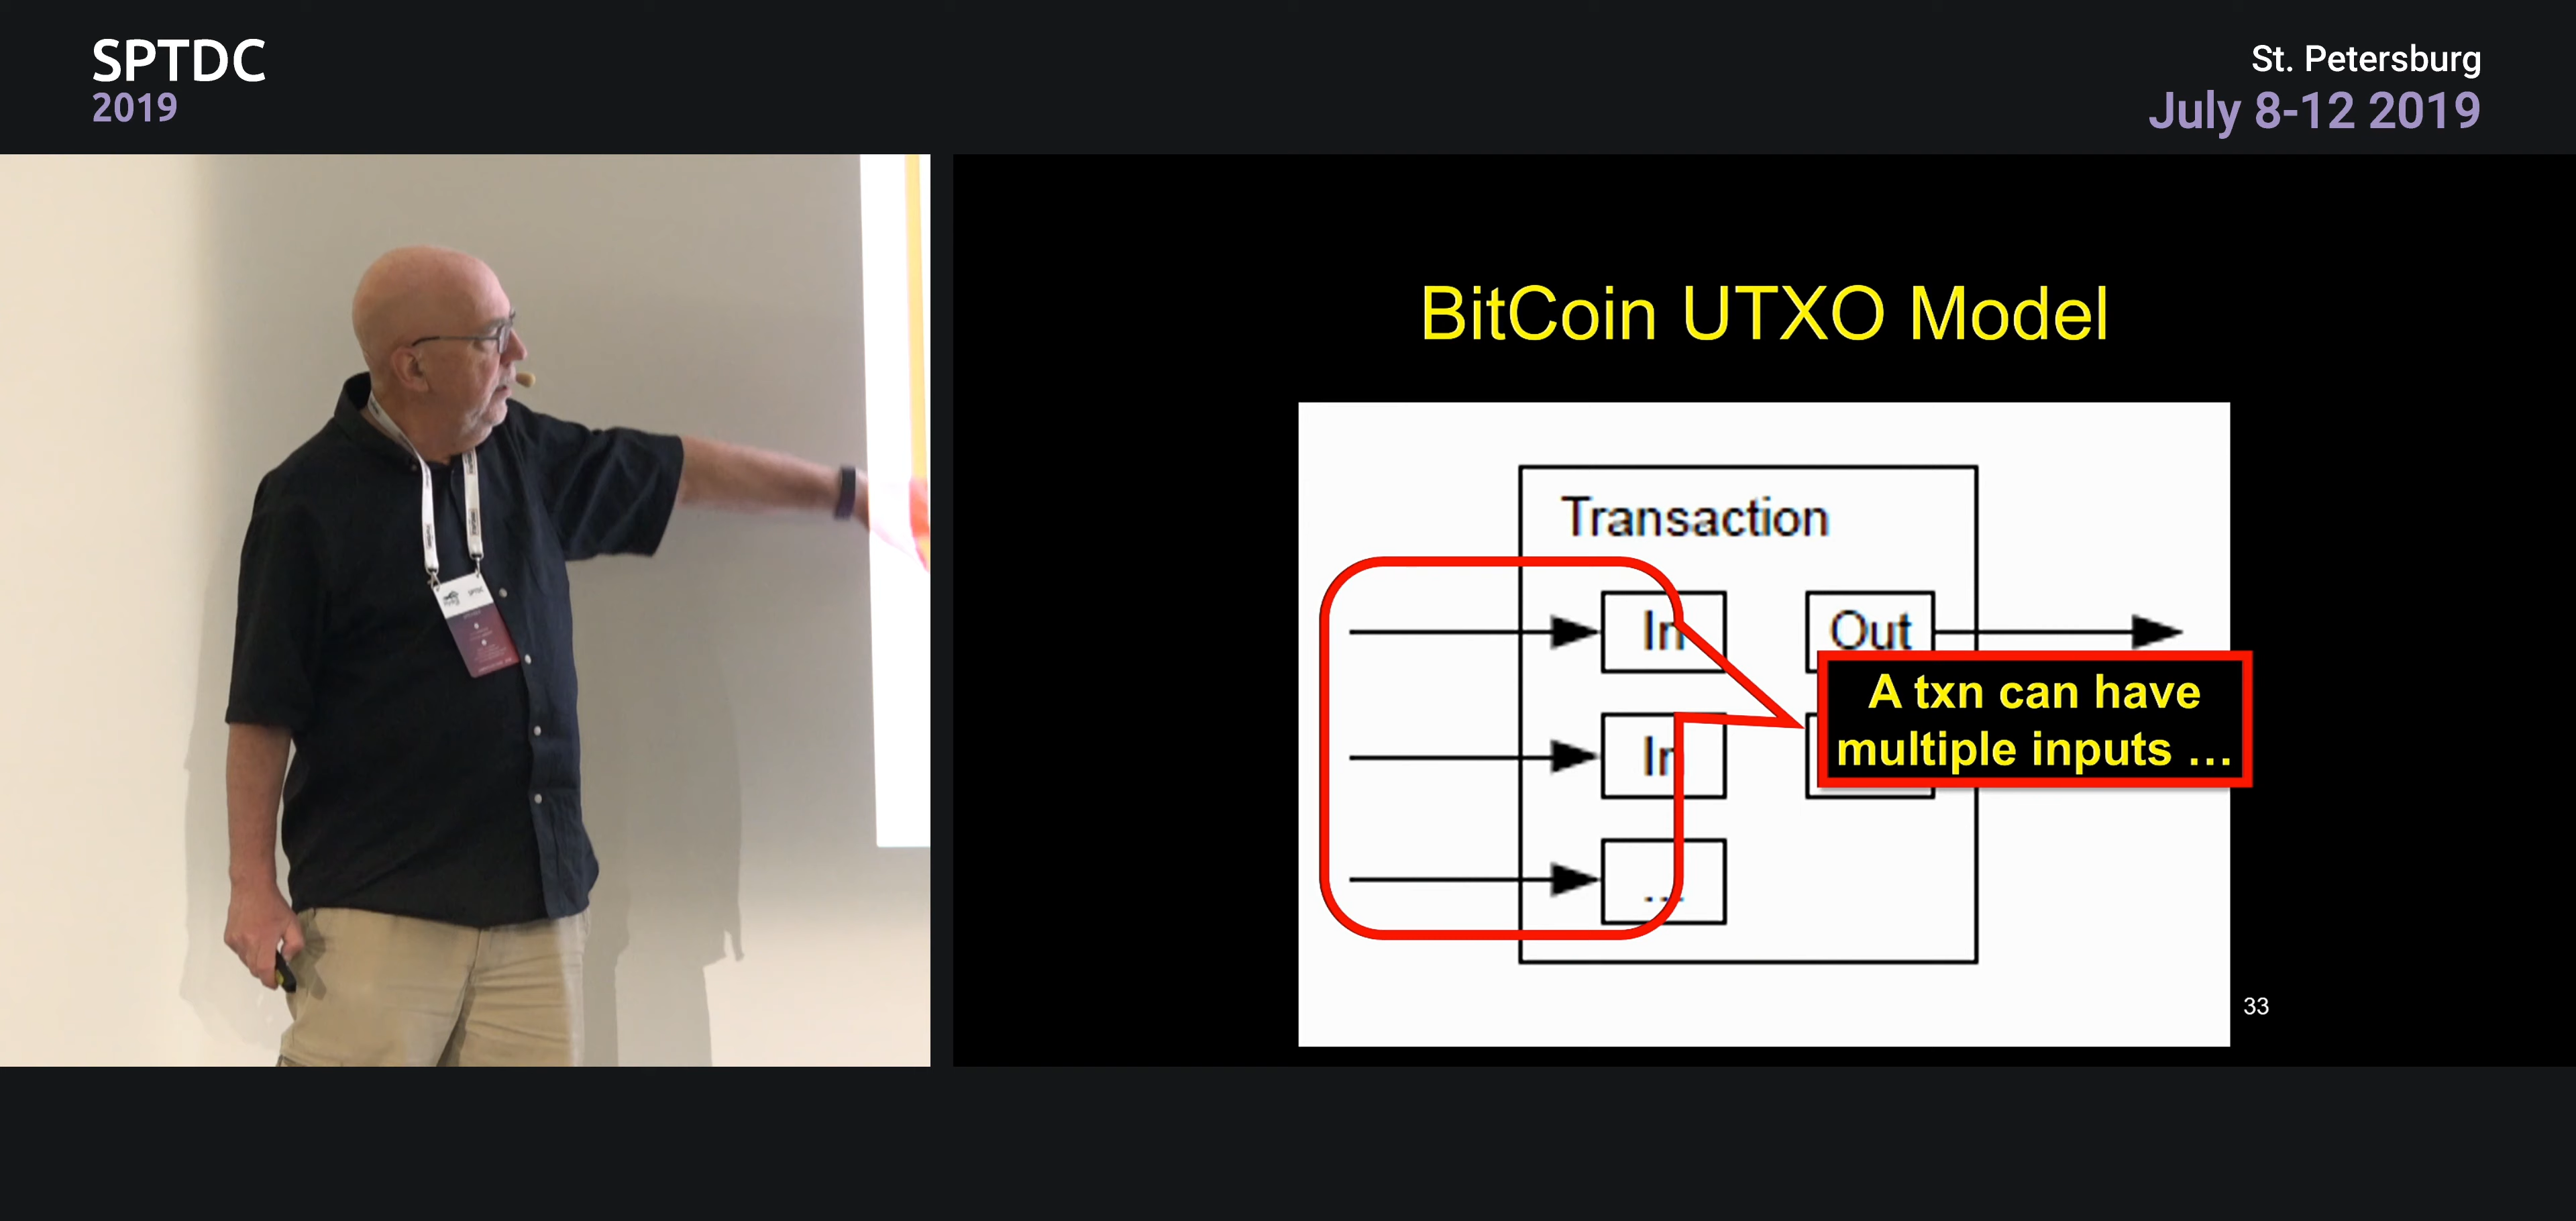 SPTDC
2019
St. Petersburg
July 8-12 2019
BitCoin UTXO Model
Transaction
In
Out
A txn can have
multiple inputs ...
In
...
33